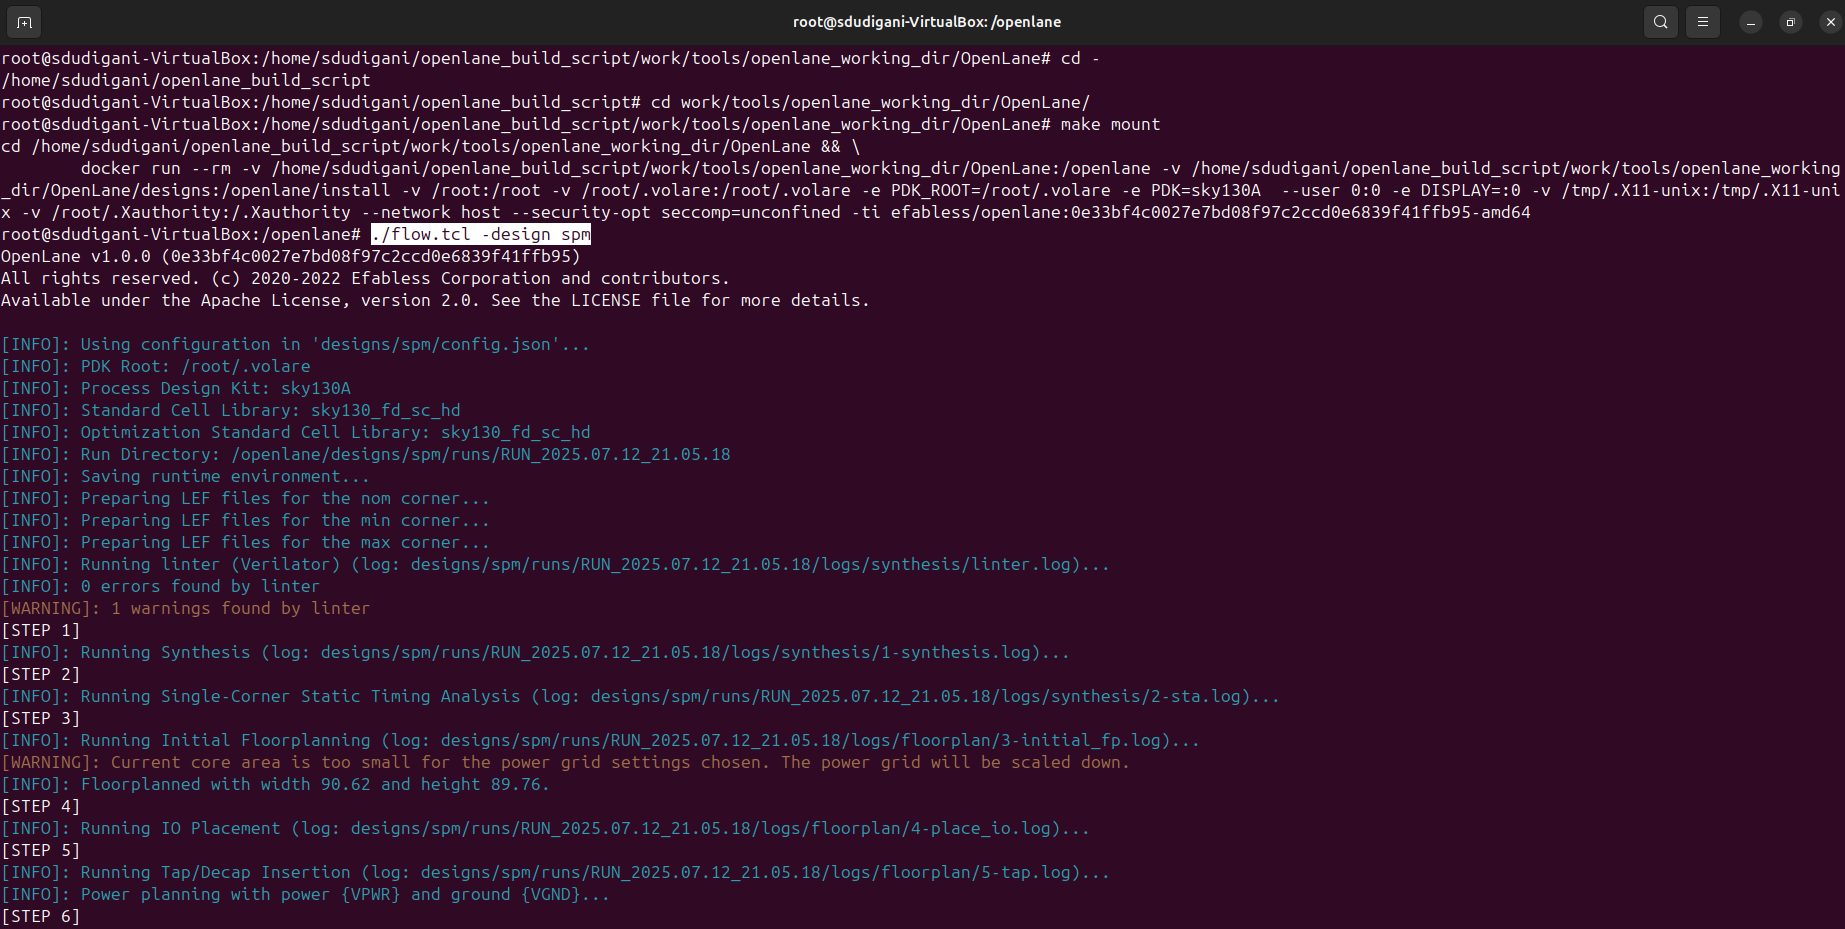 root@sdudigani-VirtualBox: /openlane
root@sdudigani-VirtualBox:/home/sdudigani/openlane_build_script/work/tools/openlane_working_dir/OpenLane# cd -
/home/sdudigani/openlane_build_script
root@sdudigani-VirtualBox:/home/sdudigani/openlane_build_script# cd work/tools/openlane_working_dir/OpenLane/
root@sdudigani-VirtualBox:/home/sdudigani/openlane_build_script/work/tools/openlane_working_dir/OpenLane# make mount
cd /home/sdudigani/openlane_build_script/work/tools/openlane_working_dir/OpenLane && \
        docker run --rm -v /home/sdudigani/openlane_build_script/work/tools/openlane_working_dir/OpenLane:/openlane -v /home/sdudigani/openlane_build_script/work/tools/openlane_working
_dir/OpenLane/designs:/openlane/install -v /root:/root -v /root/.volare:/root/.volare -e PDK_ROOT=/root/.volare -e PDK=sky130A  --user 0:0 -e DISPLAY=:0 -v /tmp/.X11-unix:/tmp/.X11-uni
x -v /root/.Xauthority:/.Xauthority --network host --security-opt seccomp=unconfined -ti efabless/openlane:0e33bf4c0027e7bd08f97c2ccd0e6839f41ffb95-amd64
root@sdudigani-VirtualBox:/openlane# ./flow.tcl -design spm
OpenLane v1.0.0 (0e33bf4c0027e7bd08f97c2ccd0e6839f41ffb95)
All rights reserved. (c) 2020-2022 Efabless Corporation and contributors.
Available under the Apache License, version 2.0. See the LICENSE file for more details.
[INFO]: Using configuration in 'designs/spm/config.json'...
[INFO]: PDK Root: /root/.volare
[INFO]: Process Design Kit: sky130A
[INFO]: Standard Cell Library: sky130_fd_sc_hd
[INFO]: Optimization Standard Cell Library: sky130_fd_sc_hd
[INFO]: Run Directory: /openlane/designs/spm/runs/RUN_2025.07.12_21.05.18
[INFO]: Saving runtime environment...
[INFO]: Preparing LEF files for the nom corner...
[INFO]: Preparing LEF files for the min corner...
[INFO]: Preparing LEF files for the max corner...
[INFO]: Running linter (Verilator) (log: designs/spm/runs/RUN_2025.07.12_21.05.18/logs/synthesis/linter.log)...
[INFO]: 0 errors found by linter
[WARNING]: 1 warnings found by linter
[STEP 1]
[INFO]: Running Synthesis (log: designs/spm/runs/RUN_2025.07.12_21.05.18/logs/synthesis/1-synthesis.log)...
[STEP 2]
[INFO]: Running Single-Corner Static Timing Analysis (log: designs/spm/runs/RUN_2025.07.12_21.05.18/logs/synthesis/2-sta.log)...
[STEP 3]
[INFO]: Running Initial Floorplanning (log: designs/spm/runs/RUN_2025.07.12_21.05.18/logs/floorplan/3-initial_fp.log)...
[WARNING]: Current core area is too small for the power grid settings chosen. The power grid will be scaled down.
[INFO]: Floorplanned with width 90.62 and height 89.76.
[STEP 4]
[INFO]: Running IO Placement (log: designs/spm/runs/RUN_2025.07.12_21.05.18/logs/floorplan/4-place_io.log)...
[STEP 5]
[INFO]: Running Tap/Decap Insertion (log: designs/spm/runs/RUN_2025.07.12_21.05.18/logs/floorplan/5-tap.log)...
[INFO]: Power planning with power {VPWR} and ground {VGND}...
[STEP 6]